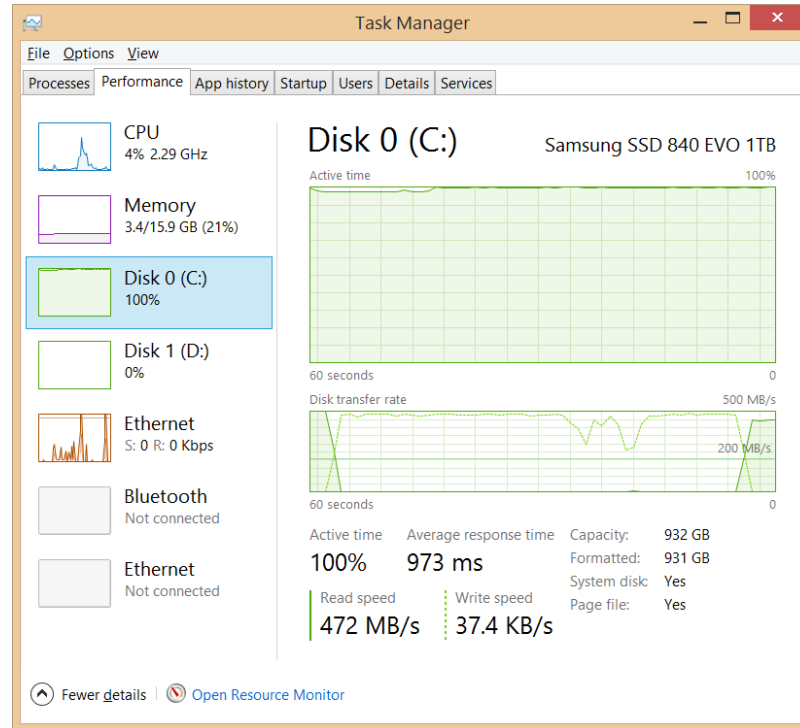 Task Manager
File Options View
Processes Performance App history Startup Users Details Services
CPU
4% 2.29 GHz
Memory
3.4/15.9 GB (21%)
Disk 0 (C:)
100%
Disk 1 (D:)
0%
Ethernet
S: 0 R: 0 Kbps
Bluetooth
Not connected
Ethernet
Not connected
Disk 0 (C:) Samsung SSD 840 EVO 1TB
Active time 100%
60 seconds 0
Disk transfer rate 500 MB/s
200 MB/s
60 seconds 0
Active time Average response time
100% 973 ms
Read speed Write speed
472 MB/s 37.4 KB/s
Capacity: 932 GB
Formatted: 931 GB
System disk: Yes
Page file: Yes
Fewer details Open Resource Monitor